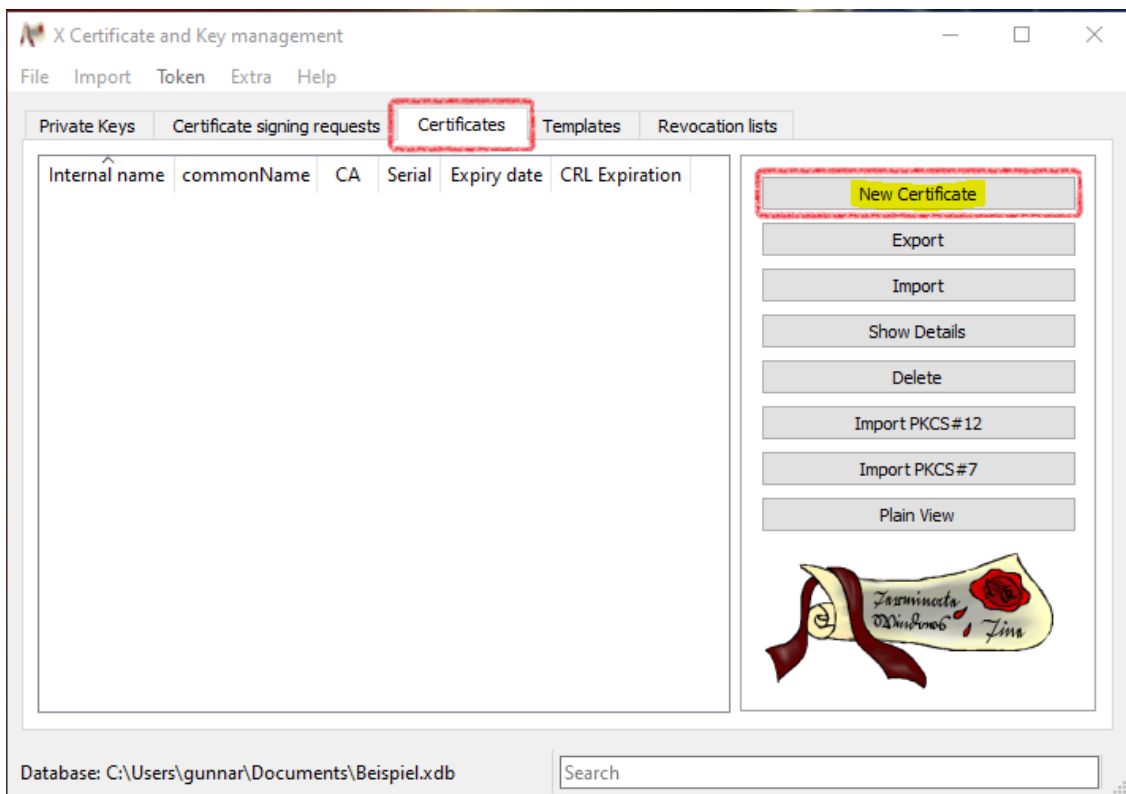 X Certificate and Key management
File Import Token Extra Help
Private Keys Certificate signing requests Certificates Templates Revocation lists
Internal name commonName CA Serial Expiry date CRL Expiration
New Certificate
Export
Import
Show Details
Delete
Import PKCS#12
Import PKCS#7
Plain View
Windows
Database: C:\Users\gunnar\Documents\Beispiel.xdb
Search